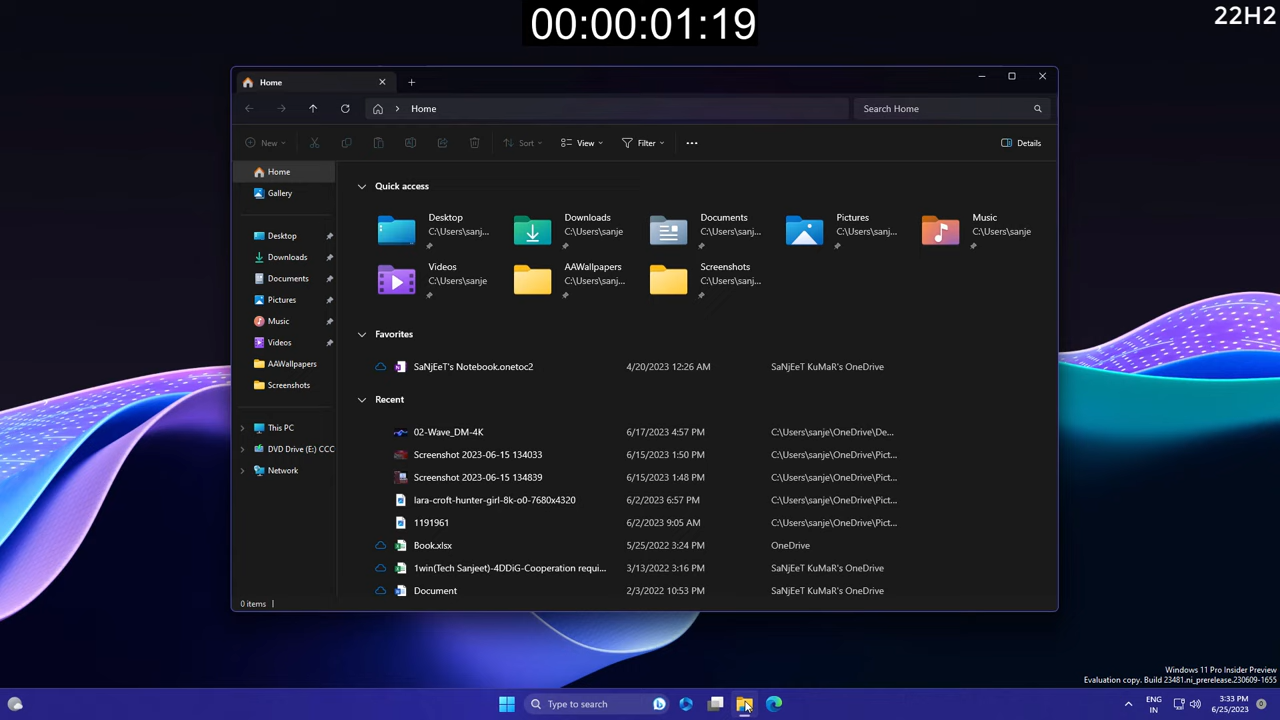 00:00:01:19
22H2
Home
Home
Search Home
New
Sort
View
Filter
Details
Home
Gallery
Desktop
Downloads
Documents
Pictures
Music
Videos
AAWallpapers
Screenshots
This PC
DVD Drive (E:) CCC
Network
Quick access
Desktop
C:\Users\sanj...
Downloads
C:\Users\sanje
Documents
C:\Users\sanj...
Pictures
C:\Users\sanj...
Music
C:\Users\sanje
Videos
C:\Users\sanje
AAWallpapers
C:\Users\sanj...
Screenshots
C:\Users\sanj...
Favorites
SaNjEeT's Notebook.onetoc2 4/20/2023 12:26 AM SaNjEeT KuMaR's OneDrive
Recent
02-Wave_DM-4K 6/17/2023 4:57 PM C:\Users\sanje\OneDrive\De...
Screenshot 2023-06-15 134033 6/15/2023 1:50 PM C:\Users\sanje\OneDrive\Pict...
Screenshot 2023-06-15 134839 6/15/2023 1:48 PM C:\Users\sanje\OneDrive\Pict...
lara-croft-hunter-girl-8k-o0-7680x4320 6/2/2023 6:57 PM C:\Users\sanje\OneDrive\Pict...
1191961 6/2/2023 9:05 AM C:\Users\sanje\OneDrive\Pict...
Book.xlsx 5/25/2022 3:24 PM OneDrive
1win(Tech Sanjeet)-4DDiG-Cooperation requi... 3/13/2022 3:16 PM SaNjEeT KuMaR's OneDrive
Document 2/3/2022 10:53 PM SaNjEeT KuMaR's OneDrive
0 items
Windows 11 Pro Insider Preview
Evaluation copy. Build 23481.ni_prerelease.230609-1655
Type to search
ENG
IN
3:33 PM
6/25/2023